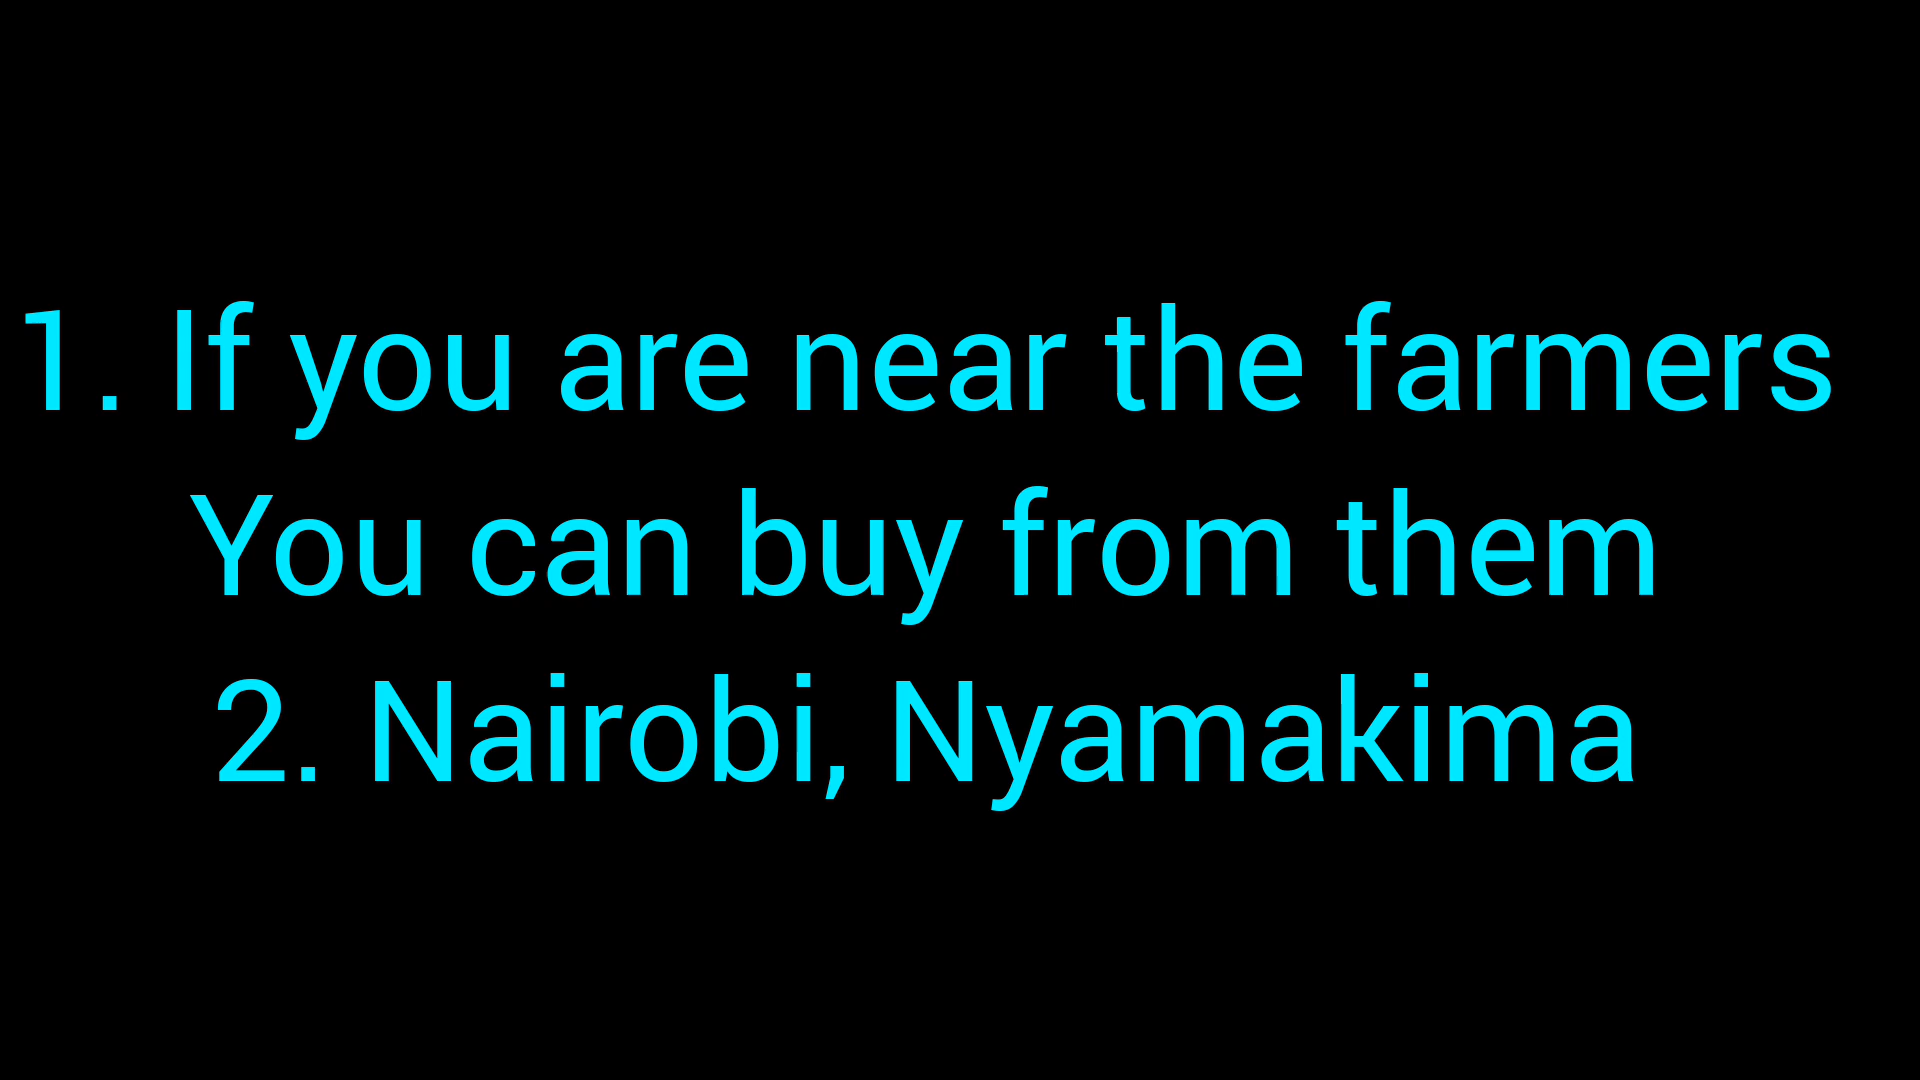 1. If you are near the farmers
You can buy from them
2. Nairobi, Nyamakima